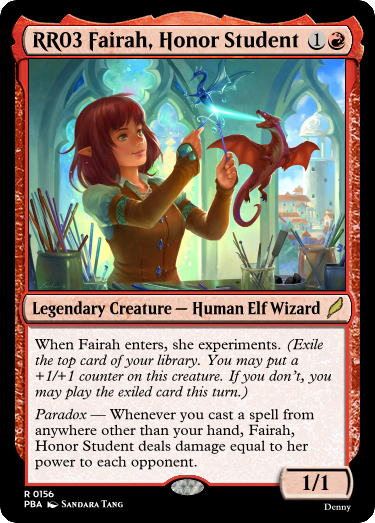 RR03 Fairah, Honor Student 1
Legendary Creature — Human Elf Wizard
When Fairah enters, she experiments. (Exile
the top card of your library. You may put a
+1/+1 counter on this creature. If you don't, you
may play the exiled card this turn.)
Paradox — Whenever you cast a spell from
anywhere other than your hand, Fairah,
Honor Student deals damage equal to her
power to each opponent.
1/1
R 0156
PBA SANDARA TANG
Denny